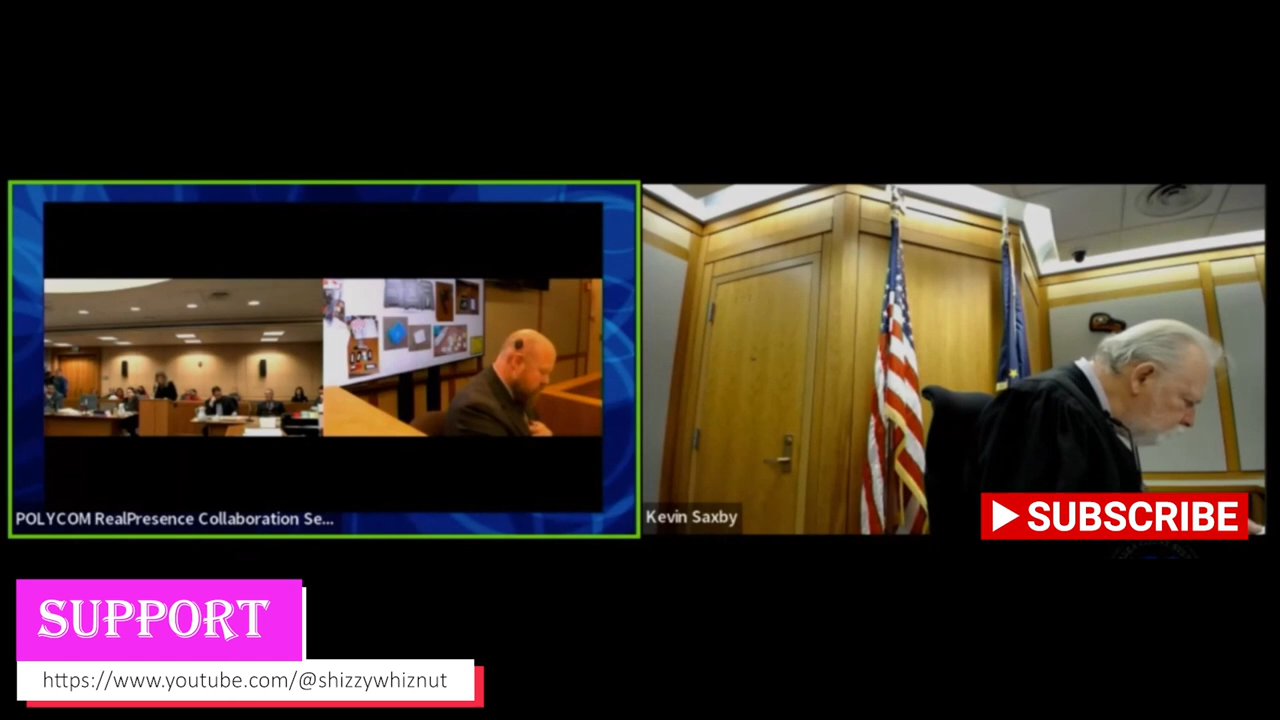 POLYCOM RealPresence Collaboration Se...
Kevin Saxby
SUBSCRIBE
SUPPORT
https://www.youtube.com/@shizzywhiznut